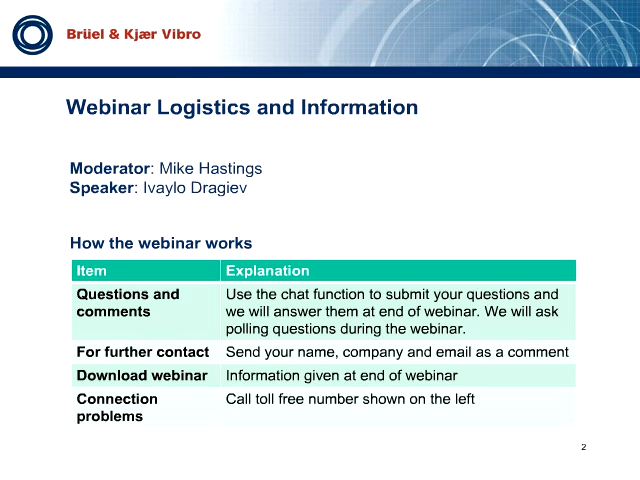 Brüel & Kjær Vibro
Webinar Logistics and Information
Moderator: Mike Hastings
Speaker: Ivaylo Dragiev
How the webinar works
Item Explanation
Questions and comments Use the chat function to submit your questions and
we will answer them at end of webinar. We will ask
polling questions during the webinar.
For further contact Send your name, company and email as a comment
Download webinar Information given at end of webinar
Connection problems Call toll free number shown on the left
2